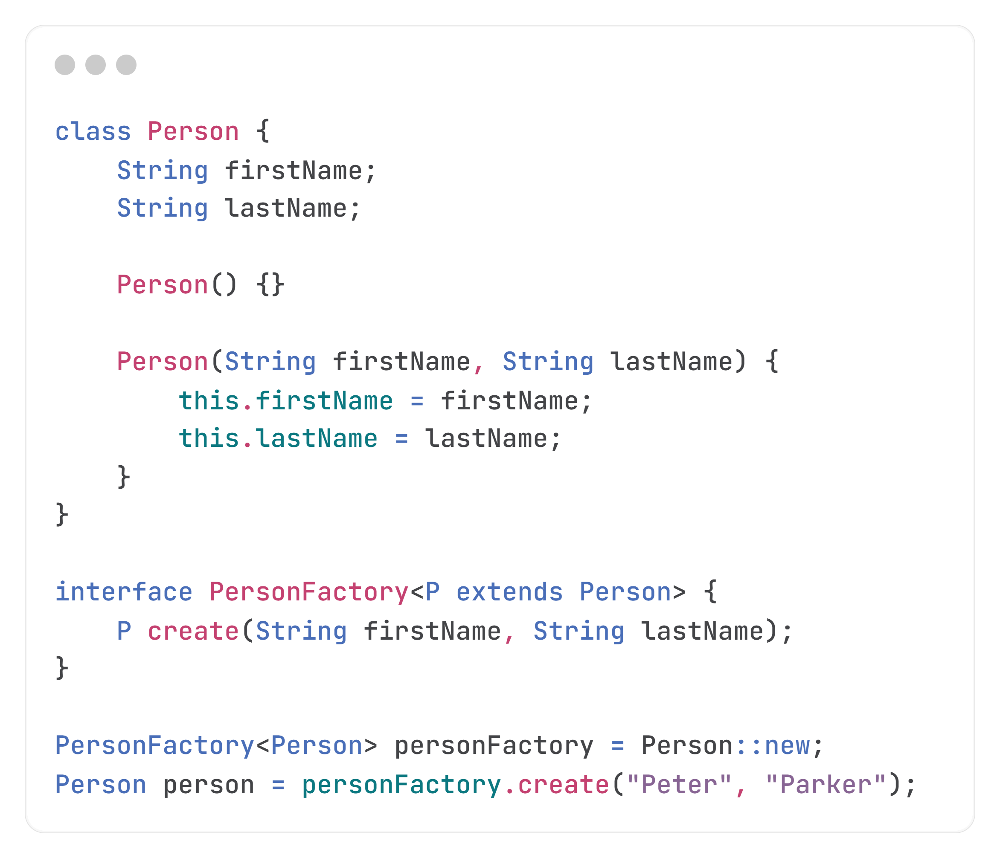 class Person {
    String firstName;
    String lastName;

    Person() {}

    Person(String firstName, String lastName) {
        this.firstName = firstName;
        this.lastName = lastName;
    }
}

interface PersonFactory<P extends Person> {
    P create(String firstName, String lastName);
}

PersonFactory<Person> personFactory = Person::new;
Person person = personFactory.create("Peter", "Parker");